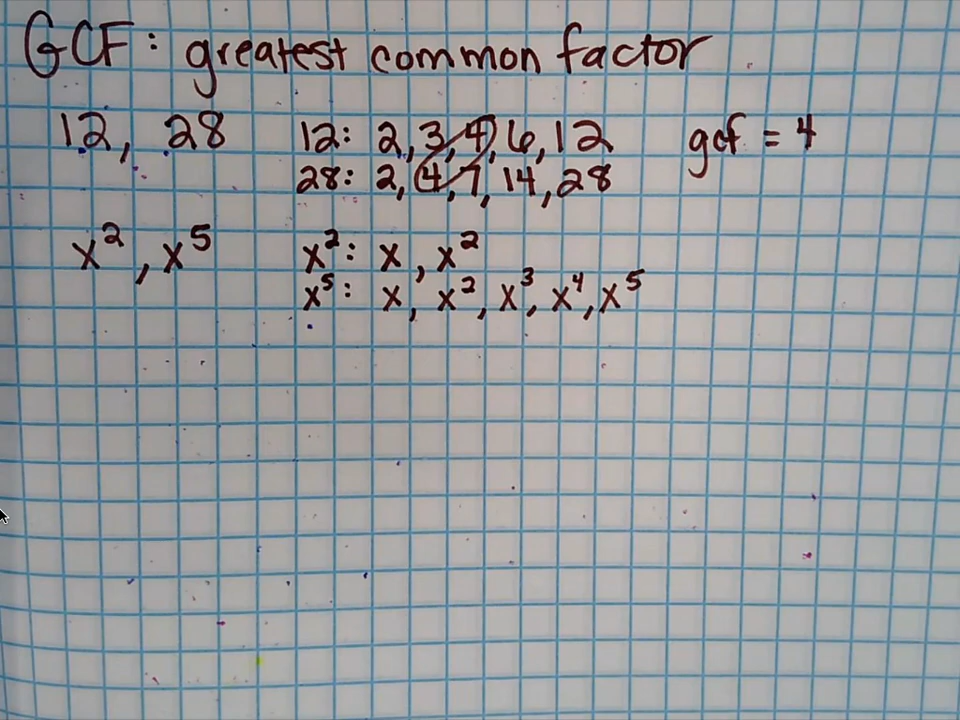 GCF: greatest common factor
12, 28 12: 2, 3, 4, 6, 12 gcf = 4
28: 2, 4, 7, 14, 28
x², x⁵ x²: x, x²
x⁵: x, x², x³, x⁴, x⁵